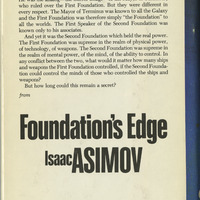 who ruled over the First Foundation. But they were different in
every respect. The Mayor of Terminus was known to all the Galaxy
and the First Foundation was therefore simply "the Foundation" to
all the worlds. The First Speaker of the Second Foundation was
known only to his associates.
And yet it was the Second Foundation which held the real power.
The First Foundation was supreme in the realm of physical power,
of technology, of weapons. The Second Foundation was supreme in
the realm of mental power, of the mind, of the ability to control. In
any conflict between the two, what would it matter how many ships
and weapons the First Foundation controlled, if the Second Founda-
tion could control the minds of those who controlled the ships and
weapons?
But how long could this remain a secret?
from
Foundation's Edge
Isaac ASIMOV